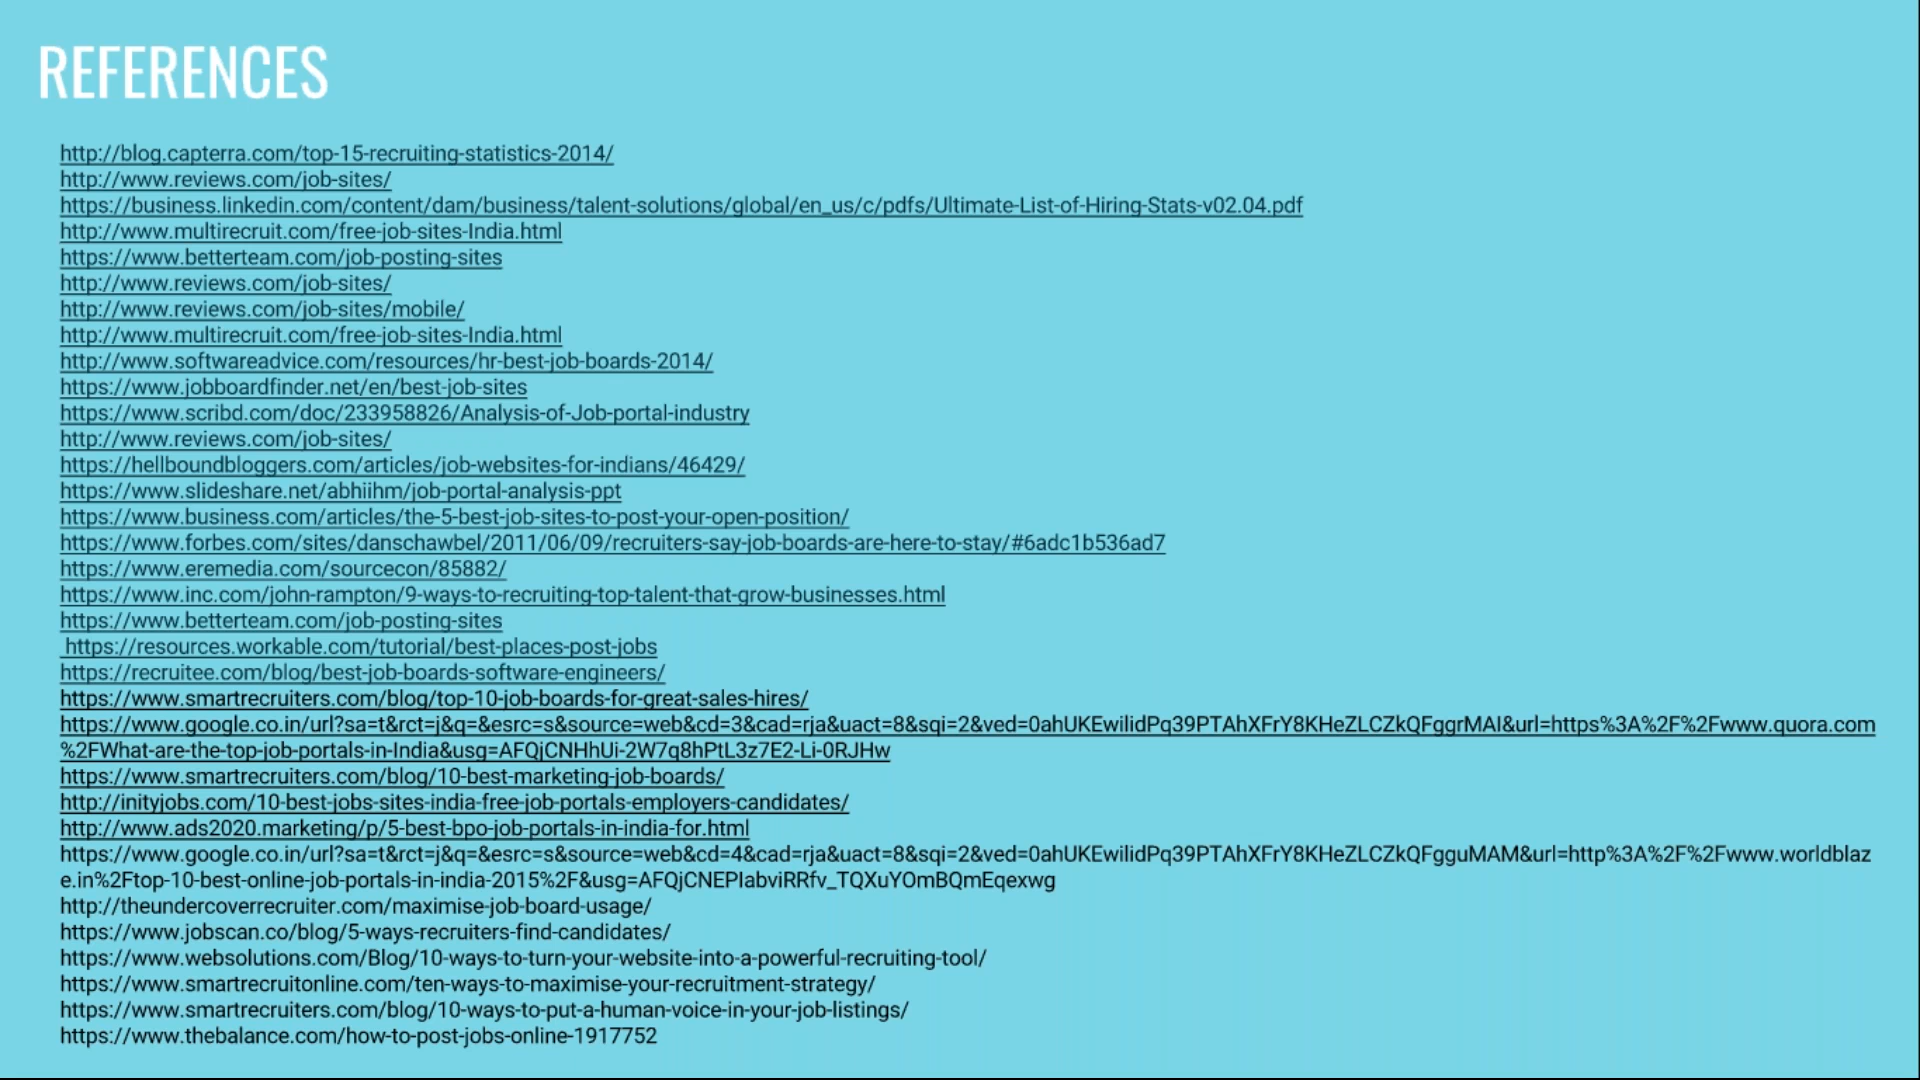 REFERENCES
http://blog.capterra.com/top-15-recruiting-statistics-2014/
http://www.reviews.com/job-sites/
https://business.linkedin.com/content/dam/business/talent-solutions/global/en_us/c/pdfs/Ultimate-List-of-Hiring-Stats-v02.04.pdf
http://www.multirecruit.com/free-job-sites-India.html
https://www.betterteam.com/job-posting-sites
http://www.reviews.com/job-sites/
http://www.reviews.com/job-sites/mobile/
http://www.multirecruit.com/free-job-sites-India.html
http://www.softwareadvice.com/resources/hr-best-job-boards-2014/
https://www.jobboardfinder.net/en/best-job-sites
https://www.scribd.com/doc/233958826/Analysis-of-Job-portal-industry
http://www.reviews.com/job-sites/
https://hellboundbloggers.com/articles/job-websites-for-indians/46429/
https://www.slideshare.net/abhiihm/job-portal-analysis-ppt
https://www.business.com/articles/the-5-best-job-sites-to-post-your-open-position/
https://www.forbes.com/sites/danschawbel/2011/06/09/recruiters-say-job-boards-are-here-to-stay/#6adc1b536ad7
https://www.eremedia.com/sourcecon/85882/
https://www.inc.com/john-rampton/9-ways-to-recruiting-top-talent-that-grow-businesses.html
https://www.betterteam.com/job-posting-sites
https://resources.workable.com/tutorial/best-places-post-jobs
https://recruitee.com/blog/best-job-boards-software-engineers/
https://www.smartrecruiters.com/blog/top-10-job-boards-for-great-sales-hires/
https://www.google.co.in/url?sa=t&rct=j&q=&esrc=s&source=web&cd=3&cad=rja&uact=8&sqi=2&ved=0ahUKEwilidPq39PTAhXFrY8KHeZLCZkQFggrMAI&url=https%3A%2F%2Fwww.quora.com
%2FWhat-are-the-top-job-portals-in-India&usg=AFQjCNHhUi-2W7q8hPtL3z7E2-Li-0RJHw
https://www.smartrecruiters.com/blog/10-best-marketing-job-boards/
http://inityjobs.com/10-best-jobs-sites-india-free-job-portals-employers-candidates/
http://www.ads2020.marketing/p/5-best-bpo-job-portals-in-india-for.html
https://www.google.co.in/url?sa=t&rct=j&q=&esrc=s&source=web&cd=4&cad=rja&uact=8&sqi=2&ved=0ahUKEwilidPq39PTAhXFrY8KHeZLCZkQFgguMAM&url=http%3A%2F%2Fwww.worldblaz
e.in%2Ftop-10-best-online-job-portals-in-india-2015%2F&usg=AFQjCNEPIabviRRfv_TQXuYOmBQmEqexwg
http://theundercoverrecruiter.com/maximise-job-board-usage/
https://www.jobscan.co/blog/5-ways-recruiters-find-candidates/
https://www.websolutions.com/Blog/10-ways-to-turn-your-website-into-a-powerful-recruiting-tool/
https://www.smartrecruitonline.com/ten-ways-to-maximise-your-recruitment-strategy/
https://www.smartrecruiters.com/blog/10-ways-to-put-a-human-voice-in-your-job-listings/
https://www.thebalance.com/how-to-post-jobs-online-1917752